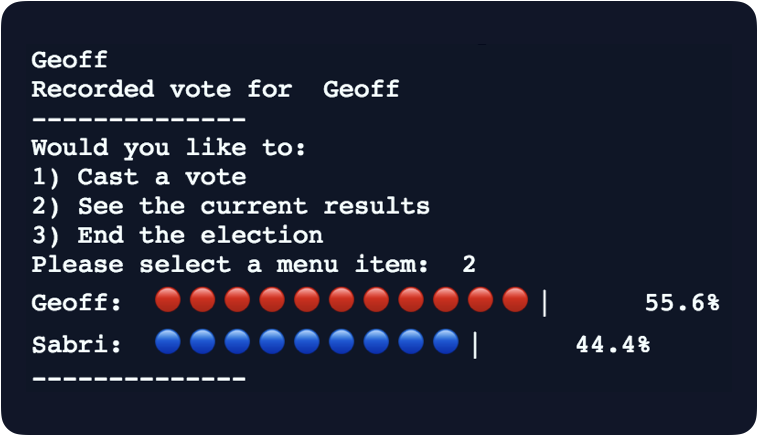 Geoff
Recorded vote for  Geoff
--------------
Would you like to:
1) Cast a vote
2) See the current results
3) End the election
Please select a menu item:  2
Geoff:  🔴🔴🔴🔴🔴🔴🔴🔴🔴🔴🔴|      55.6%
Sabri:  🔵🔵🔵🔵🔵🔵🔵🔵🔵|      44.4%
--------------